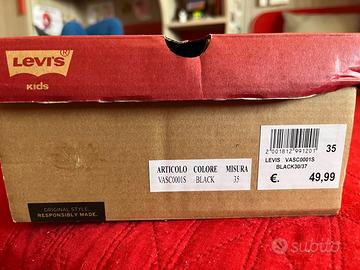 LEVI'S®
KIDS
2001812991201
35
LEVIS VASC0001S
BLACK30/37
€. 49,99
ARTICOLO COLORE MISURA
VASC0001S BLACK 35
ORIGINAL STYLE.
RESPONSIBLY MADE.
subito